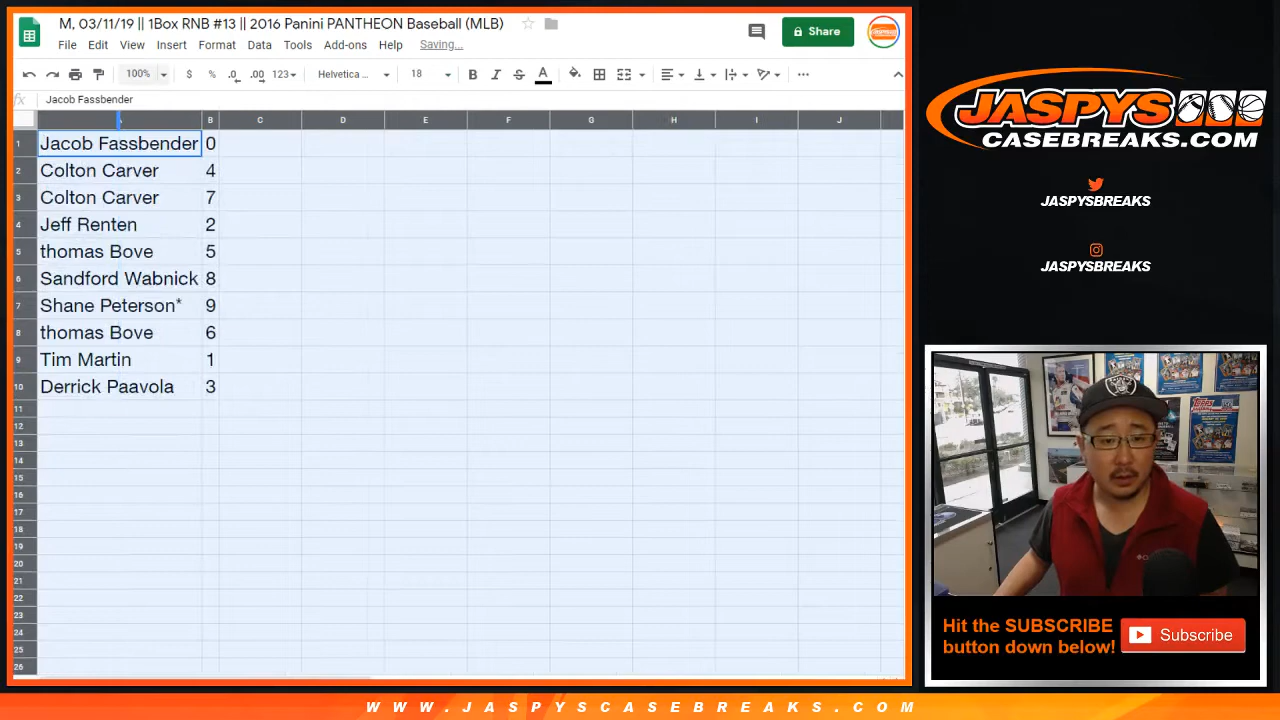 M, 03/11/19 || 1Box RNB #13 || 2016 Panini PANTHEON Baseball (MLB)
File Edit View Insert Format Data Tools Add-ons Help Saving...
Share
100% $ % .0 .00 123 Helvetica ... 18 B I S A
fx Jacob Fassbender
A B C D E F G H I J
1 Jacob Fassbender 0
2 Colton Carver 4
3 Colton Carver 7
4 Jeff Renten 2
5 thomas Bove 5
6 Sandford Wabnick 8
7 Shane Peterson* 9
8 thomas Bove 6
9 Tim Martin 1
10 Derrick Paavola 3
11
12
13
14
15
16
17
18
19
20
21
22
23
24
25
26
JASPYS
CASEBREAKS.COM
JASPYSBREAKS
JASPYSBREAKS
Hit the SUBSCRIBE
button down below!
Subscribe
WWW.JASPYSCASEBREAKS.COM